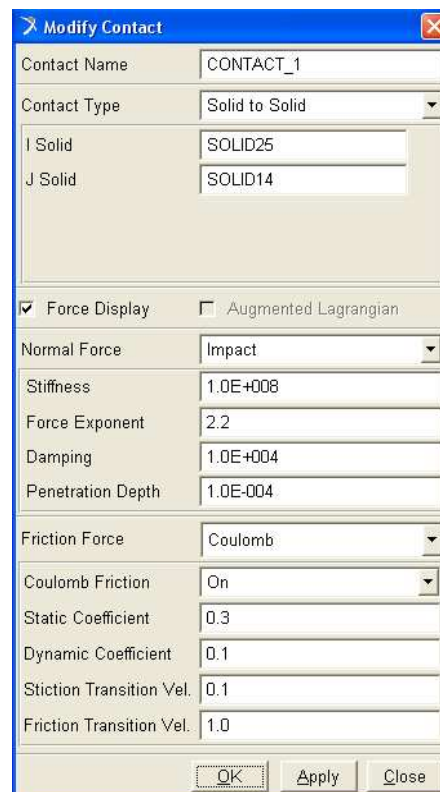 Modify Contact
Contact Name CONTACT_1
Contact Type Solid to Solid
I Solid SOLID25
J Solid SOLID14
Force Display Augmented Lagrangian
Normal Force Impact
Stiffness 1.0E+008
Force Exponent 2.2
Damping 1.0E+004
Penetration Depth 1.0E-004
Friction Force Coulomb
Coulomb Friction On
Static Coefficient 0.3
Dynamic Coefficient 0.1
Stiction Transition Vel. 0.1
Friction Transition Vel. 1.0
OK Apply Close